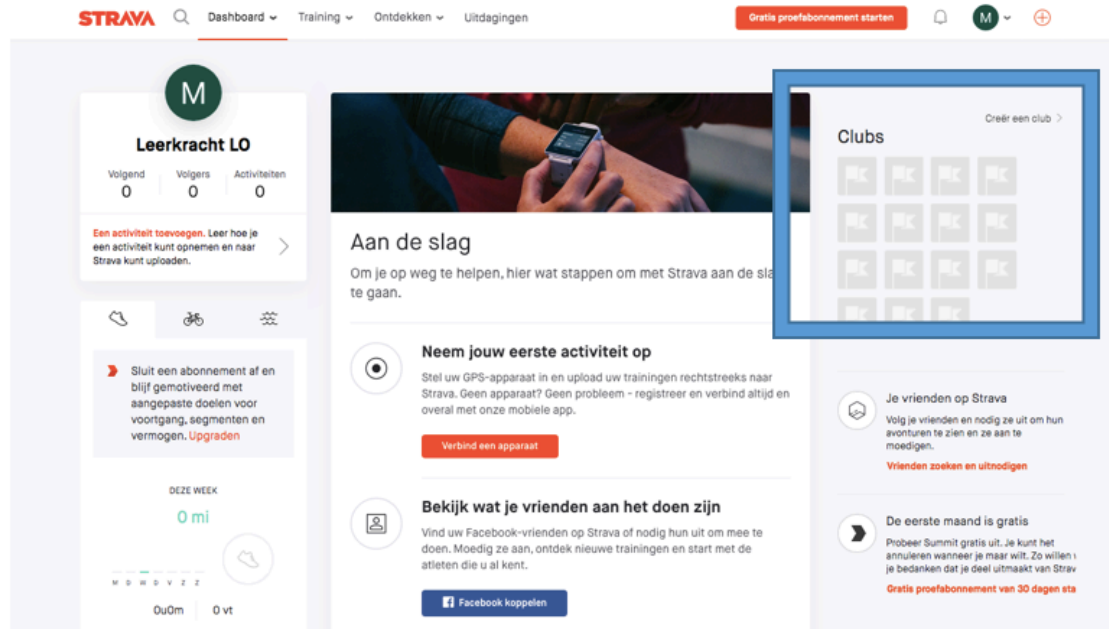 STRAVA
Dashboard
Training
Ontdekken
Uitdagingen
Gratis proefabonnement starten
M
M
Leerkracht LO
Volgend
Volgers
Activiteiten
0
0
0
Een activiteit toevoegen. Leer hoe je
een activiteit kunt opnemen en naar
Strava kunt uploaden.
Sluit een abonnement af en
blijf gemotiveerd met
aangepaste doelen voor
voortgang, segmenten en
vermogen. Upgraden
DEZE WEEK
0 mi
M D W D V Z Z
0u0m
0 vt
Aan de slag
Om je op weg te helpen, hier wat stappen om met Strava aan de sla
te gaan.
Neem jouw eerste activiteit op
Stel uw GPS-apparaat in en upload uw trainingen rechtstreeks naar
Strava. Geen apparaat? Geen probleem - registreer en verbind altijd en
overal met onze mobiele app.
Verbind een apparaat
Bekijk wat je vrienden aan het doen zijn
Vind uw Facebook-vrienden op Strava of nodig hun uit om mee te
doen. Moedig ze aan, ontdek nieuwe trainingen en start met de
atleten die u al kent.
Facebook koppelen
Creër een club
Clubs
Je vrienden op Strava
Volg je vrienden en nodig ze uit om hun
avonturen te zien en ze aan te
moedigen.
Vrienden zoeken en uitnodigen
De eerste maand is gratis
Probeer Summit gratis uit. Je kunt het
annuleren wanneer je maar wilt. Zo willen
je bedanken dat je deel uitmaakt van Strav
Gratis proefabonnement van 30 dagen sta